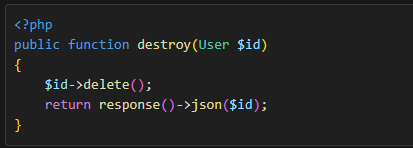 <?php
public function destroy(User $id)
{
    $id->delete();
    return response()->json($id);
}